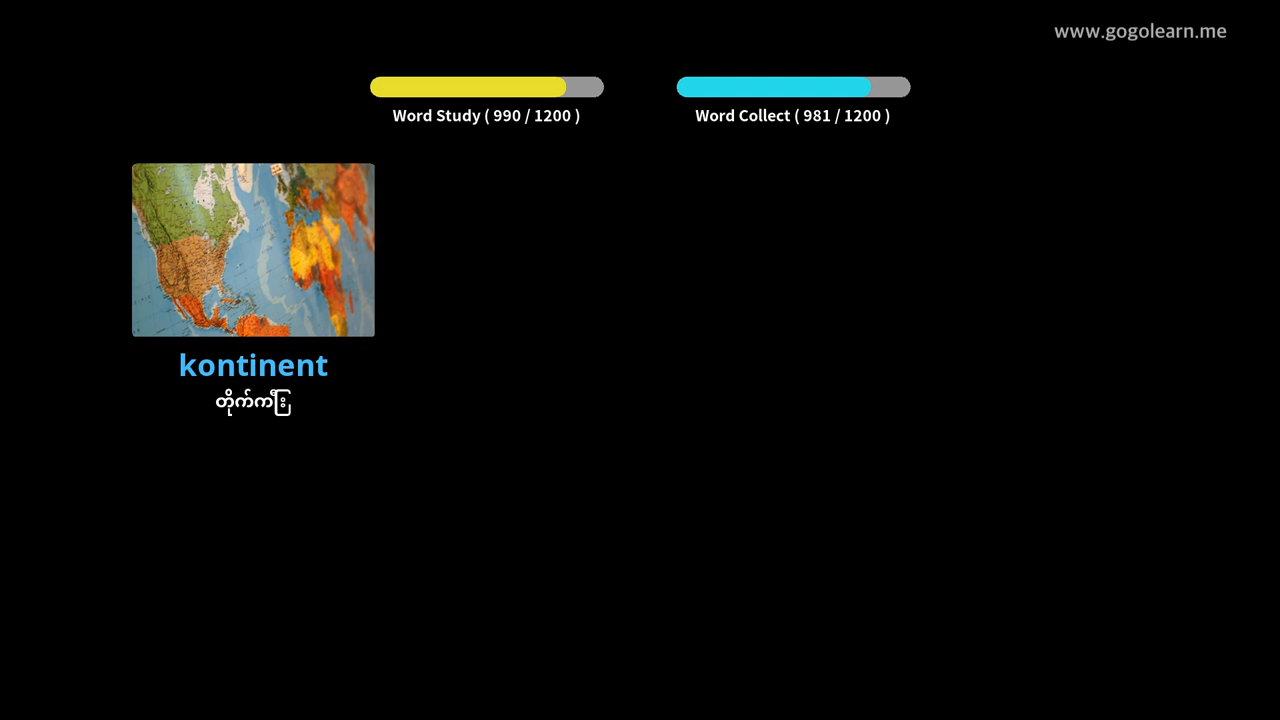 www.gogolearn.me
Word Study ( 990 / 1200 )
Word Collect ( 981 / 1200 )
kontinent
တိုက်ကြီး